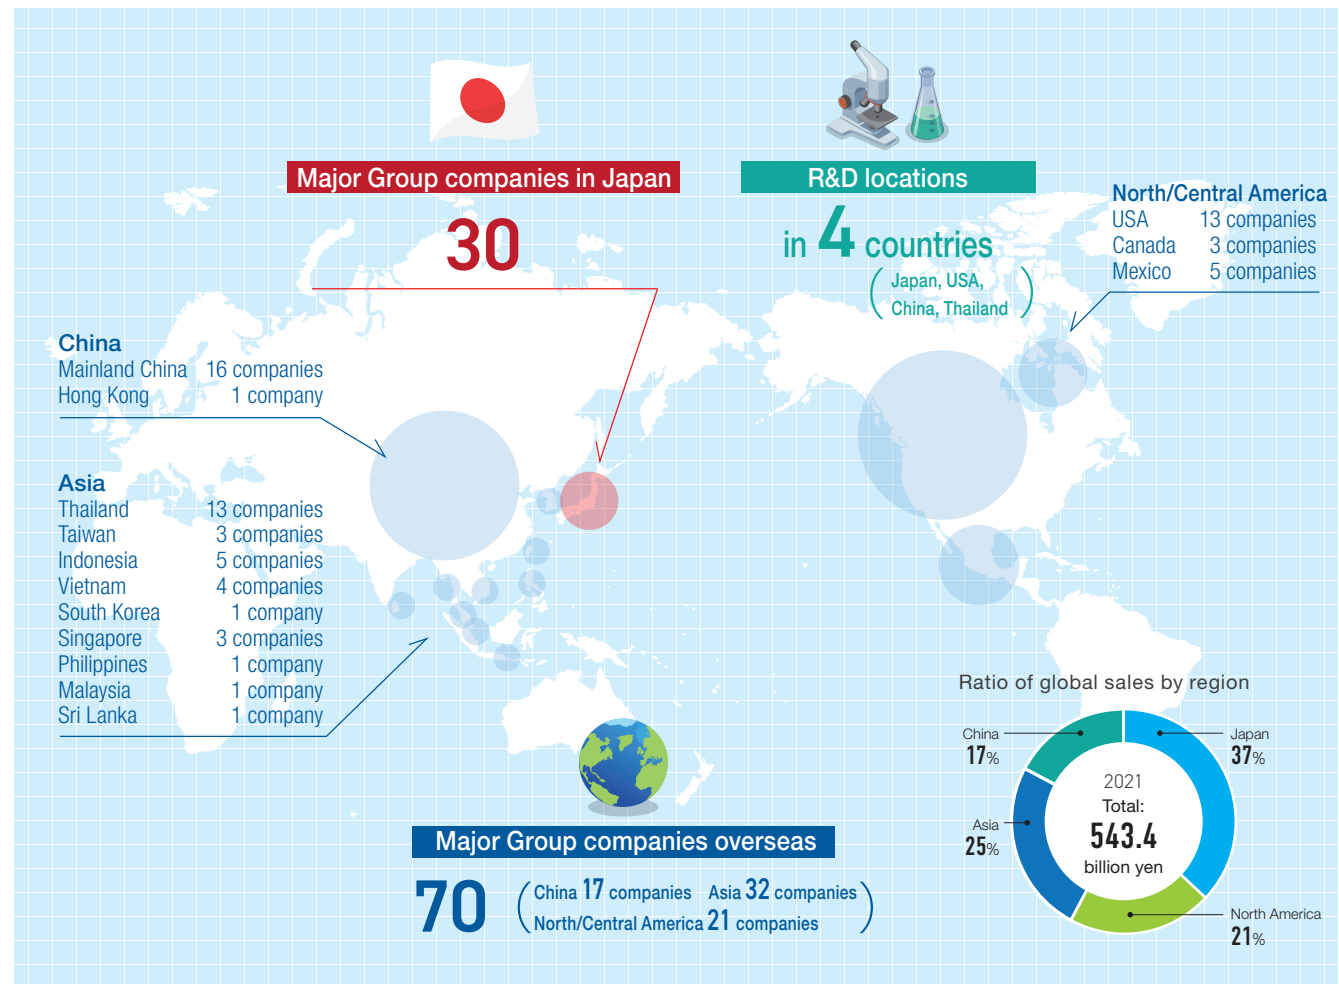 Major Group companies in Japan
30
R&D locations
in 4 countries
(Japan, USA,
China, Thailand)
North/Central America
USA 13 companies
Canada 3 companies
Mexico 5 companies
China
Mainland China 16 companies
Hong Kong 1 company
Asia
Thailand 13 companies
Taiwan 3 companies
Indonesia 5 companies
Vietnam 4 companies
South Korea 1 company
Singapore 3 companies
Philippines 1 company
Malaysia 1 company
Sri Lanka 1 company
Major Group companies overseas
70
(China 17 companies Asia 32 companies
North/Central America 21 companies)
Ratio of global sales by region
China
17%
Japan
37%
Asia
25%
2021
Total:
543.4
billion yen
North America
21%